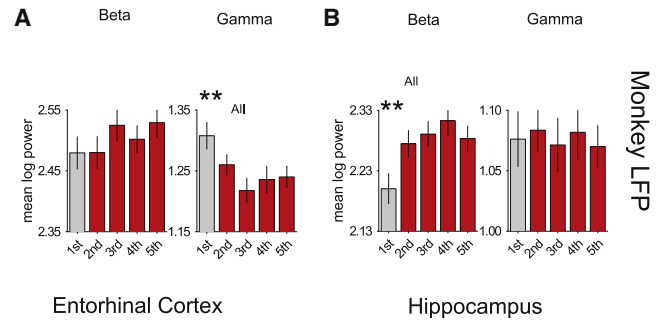 A
Beta
Gamma
B
Beta
Gamma
**
All
All
**
Monkey LFP
mean log power
2.55
2.45
2.35
1st
2nd
3rd
4th
5th
1.35
1.25
1.15
1st
2nd
3rd
4th
5th
mean log power
2.33
2.23
2.13
1st
2nd
3rd
4th
5th
1.10
1.05
1.00
1st
2nd
3rd
4th
5th
Entorhinal Cortex
Hippocampus